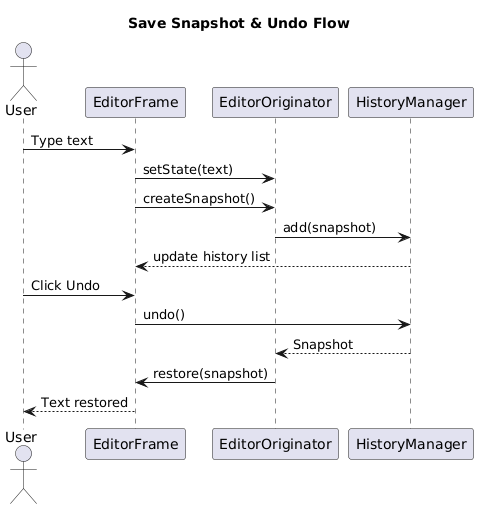 Save Snapshot & Undo Flow
User
EditorFrame
EditorOriginator
HistoryManager
Type text
setState(text)
createSnapshot()
add(snapshot)
update history list
Click Undo
undo()
Snapshot
restore(snapshot)
Text restored
User
EditorFrame
EditorOriginator
HistoryManager